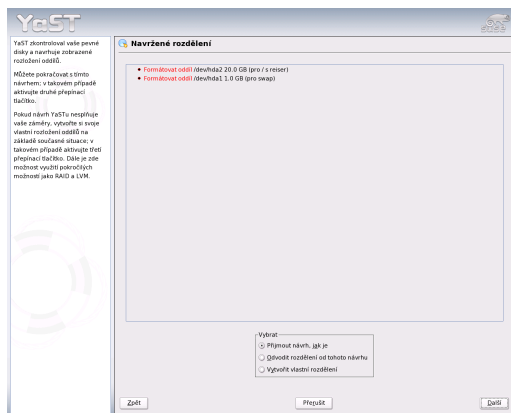 YaST
SUSE
YaST zkontroloval vaše pevné
disky a navrhuje zobrazené
rozložení oddílů.
Můžete pokračovat s tímto
návrhem; v takovém případě
aktivujte druhé přepínací
tlačítko.
Pokud návrh YaSTu nesplňuje
vaše záměry, vytvořte si svoje
vlastní rozložení oddílů na
základě současné situace; v
takovém případě aktivujte třetí
přepínací tlačítko. Dále je zde
možnost využití pokročilých
možností jako RAID a LVM.
Navržené rozdělení
Formátovat oddíl /dev/hda2 20.0 GB (pro / s reiser)
Formátovat oddíl /dev/hda1 1.0 GB (pro swap)
Vybrat
Přijmout návrh, jak je
Odvodit rozdělení od tohoto návrhu
Vytvořit vlastní rozdělení
Zpět
Přerušit
Další